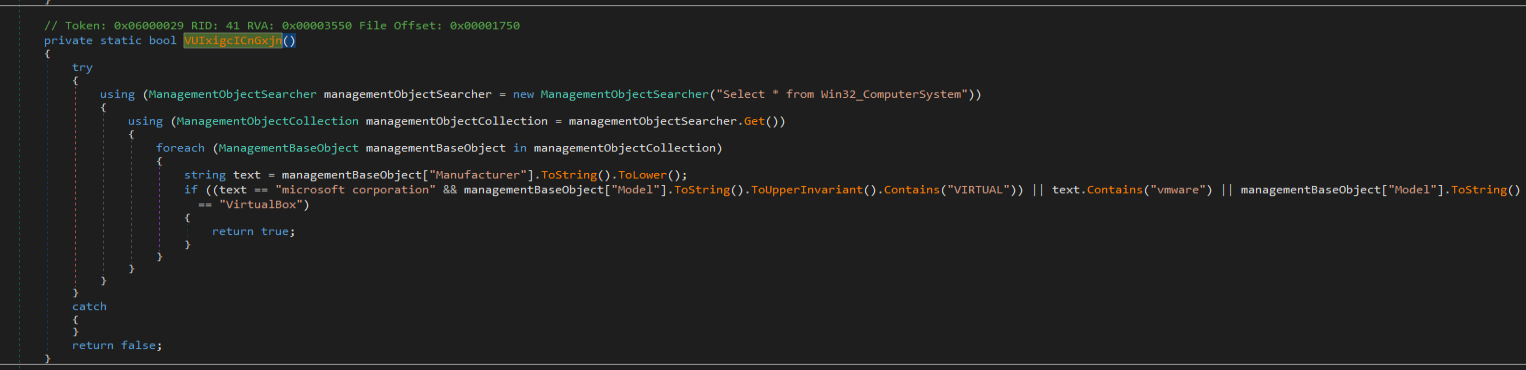 }
// Token: 0x06000029 RID: 41 RVA: 0x00003550 File Offset: 0x00001750
private static bool VUIxigcICnGxjn()
{
try
{
using (ManagementObjectSearcher managementObjectSearcher = new ManagementObjectSearcher("Select * from Win32_ComputerSystem"))
{
using (ManagementObjectCollection managementObjectCollection = managementObjectSearcher.Get())
{
foreach (ManagementBaseObject managementBaseObject in managementObjectCollection)
{
string text = managementBaseObject["Manufacturer"].ToString().ToLower();
if ((text == "microsoft corporation" && managementBaseObject["Model"].ToString().ToUpperInvariant().Contains("VIRTUAL")) || text.Contains("vmware") || managementBaseObject["Model"].ToString()
== "VirtualBox")
{
return true;
}
}
}
}
}
catch
{
}
return false;
}